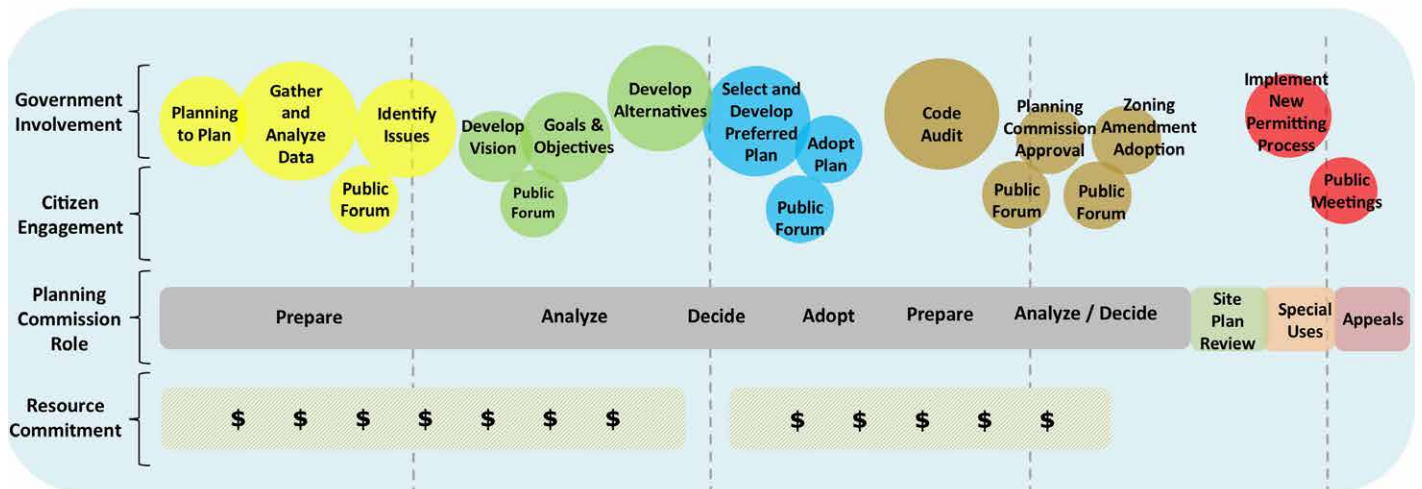 Government
Involvement
Planning
to Plan
Gather
and
Analyze
Data
Identify
Issues
Public
Forum
Develop
Vision
Goals &
Objectives
Public
Forum
Develop
Alternatives
Select and
Develop
Preferred
Plan
Adopt
Plan
Public
Forum
Code
Audit
Planning
Commission
Approval
Zoning
Amendment
Adoption
Public
Forum
Public
Forum
Implement
New
Permitting
Process
Public
Meetings
Citizen
Engagement
Planning
Commission
Role
Prepare
Analyze
Decide
Adopt
Prepare
Analyze / Decide
Site
Plan
Review
Special
Uses
Appeals
Resource
Commitment
$ $ $ $ $ $ $
$ $ $ $ $